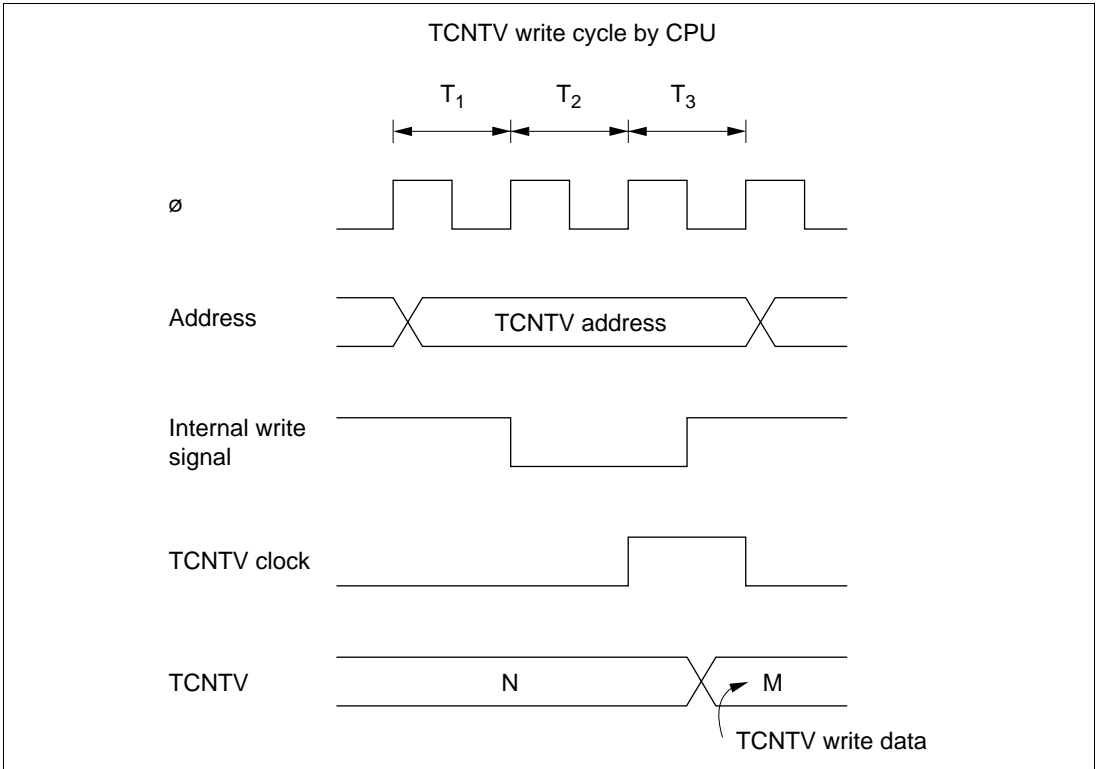 TCNTV write cycle by CPU
T1 T2 T3
ø
Address
TCNTV address
Internal write
signal
TCNTV clock
TCNTV
N
M
TCNTV write data